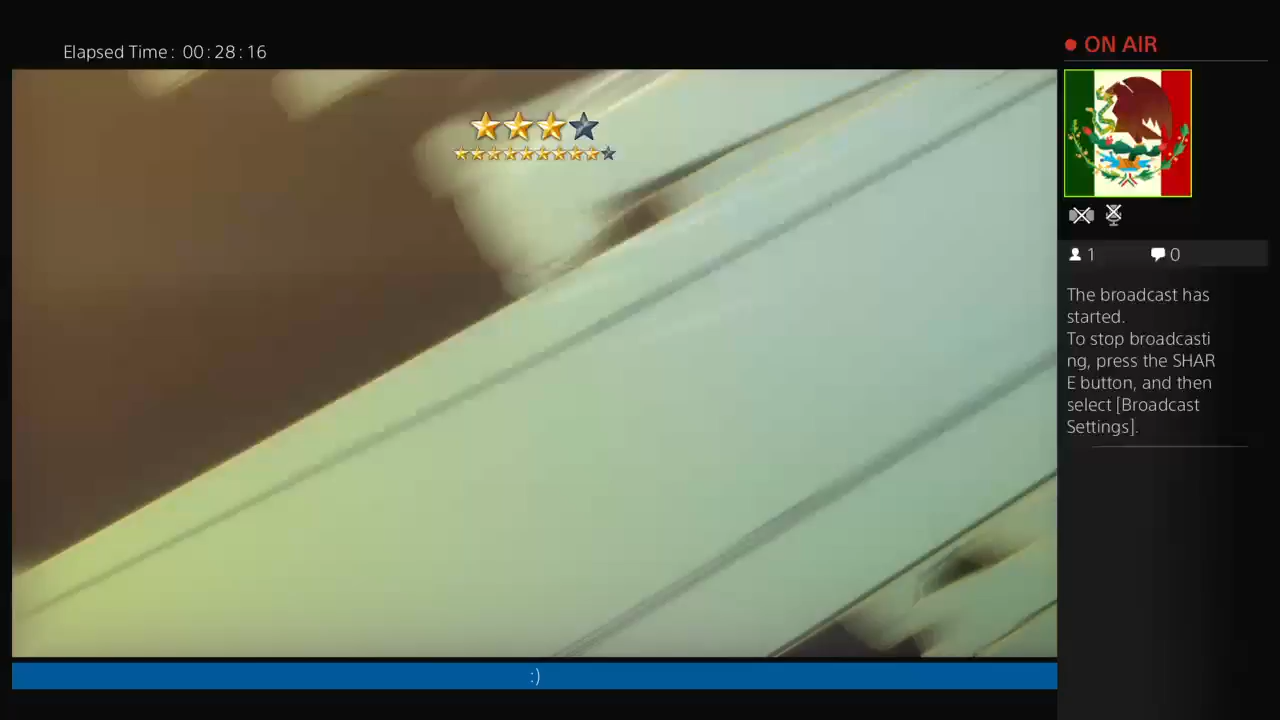 Elapsed Time: 00:28:16
ON AIR
1
0
The broadcast has
started.
To stop broadcasti
ng, press the SHAR
E button, and then
select [Broadcast
Settings].
:)